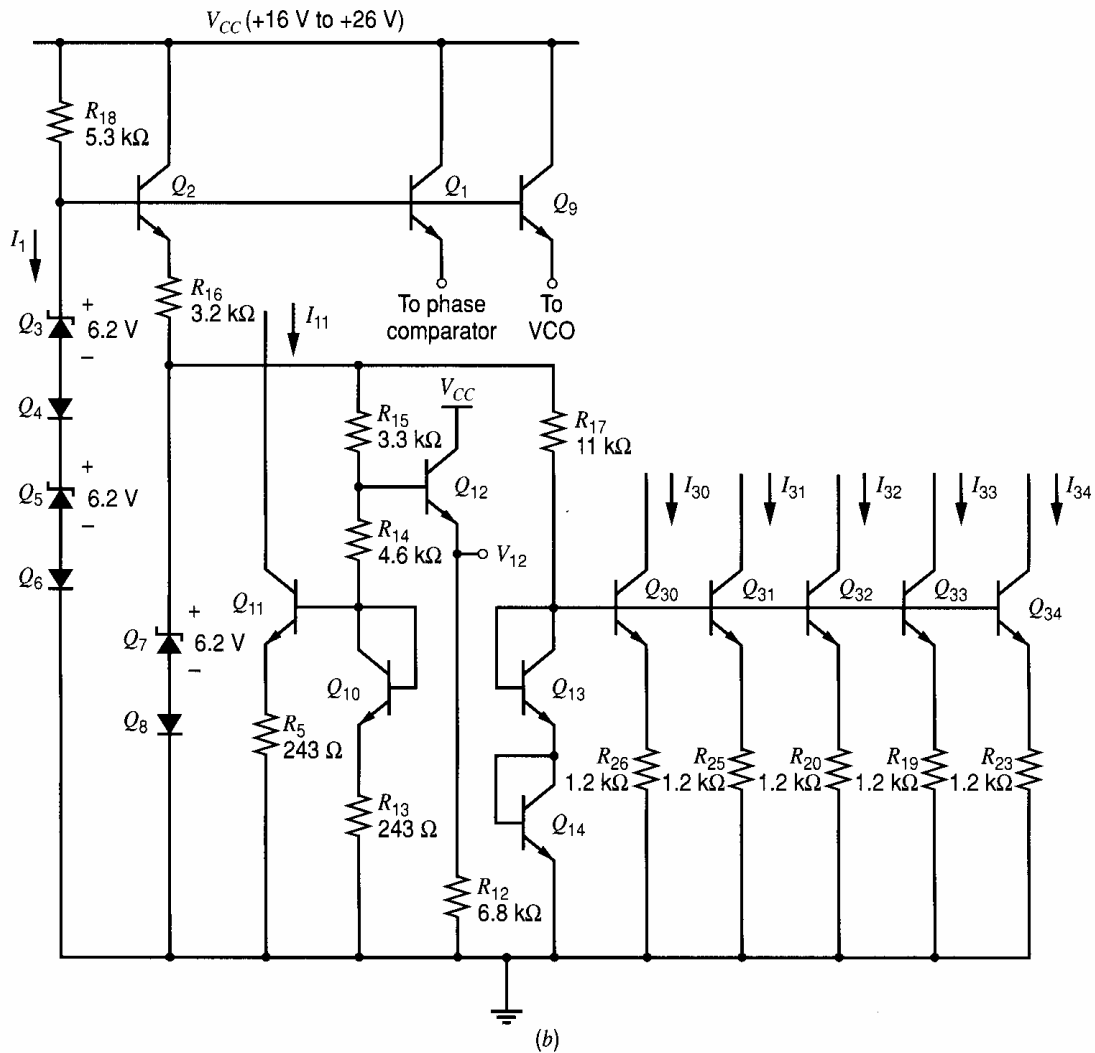 V_CC (+16 V to +26 V)
R_18
5.3 kΩ
Q_2
Q_1
Q_9
I_1
R_16
3.2 kΩ
I_11
To phase
comparator
To
VCO
Q_3
+
6.2 V
−
Q_4
V_CC
R_15
3.3 kΩ
R_17
11 kΩ
Q_5
+
6.2 V
−
Q_12
I_30
I_31
I_32
I_33
I_34
R_14
4.6 kΩ
V_12
Q_6
Q_11
Q_30
Q_31
Q_32
Q_33
Q_34
Q_7
+
6.2 V
−
Q_10
Q_13
Q_8
R_5
243 Ω
R_26
1.2 kΩ
R_25
1.2 kΩ
R_20
1.2 kΩ
R_19
1.2 kΩ
R_23
1.2 kΩ
R_13
243 Ω
Q_14
R_12
6.8 kΩ
(b)